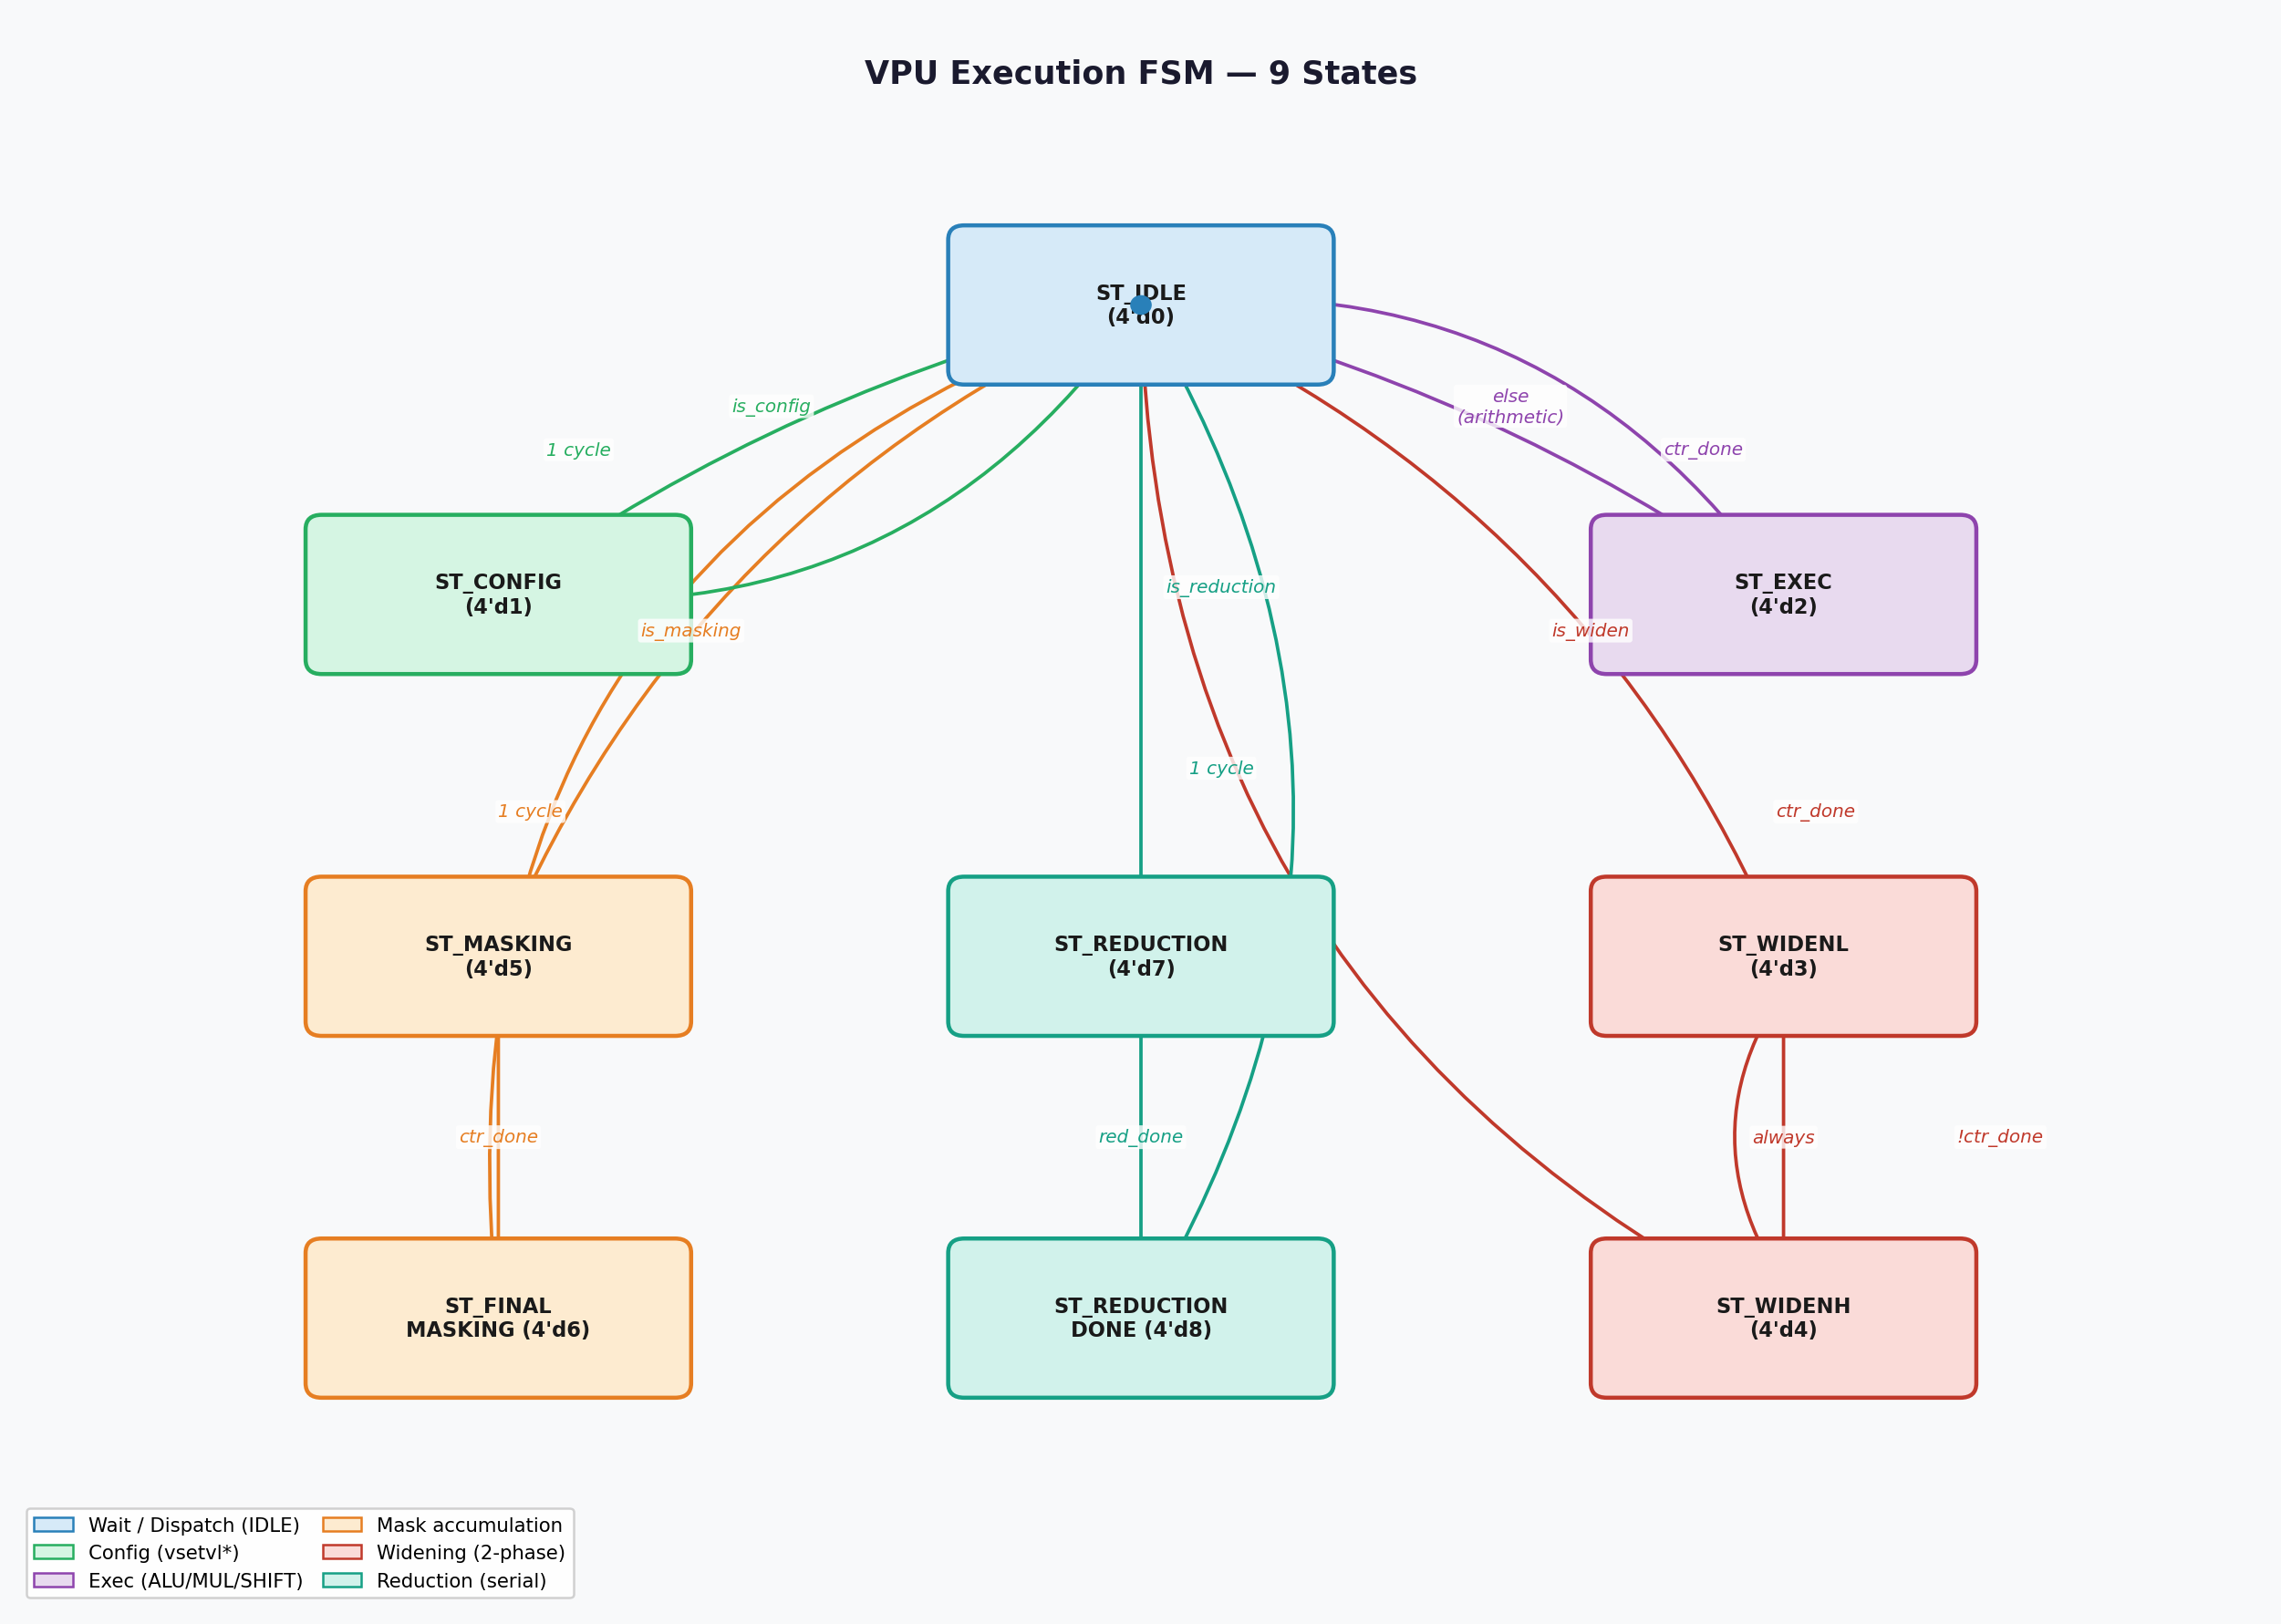 VPU Execution FSM — 9 States
ST_IDLE
(4'd0)
is_config
else
(arithmetic)
1 cycle
ctr_done
ST_CONFIG
(4'd1)
is_reduction
ST_EXEC
(4'd2)
is_masking
is_widen
1 cycle
1 cycle
ctr_done
ST_MASKING
(4'd5)
ST_REDUCTION
(4'd7)
ST_WIDENL
(4'd3)
ctr_done
red_done
always
!ctr_done
ST_FINAL
MASKING (4'd6)
ST_REDUCTION
DONE (4'd8)
ST_WIDENH
(4'd4)
Wait / Dispatch (IDLE)
Config (vsetvl*)
Exec (ALU/MUL/SHIFT)
Mask accumulation
Widening (2-phase)
Reduction (serial)